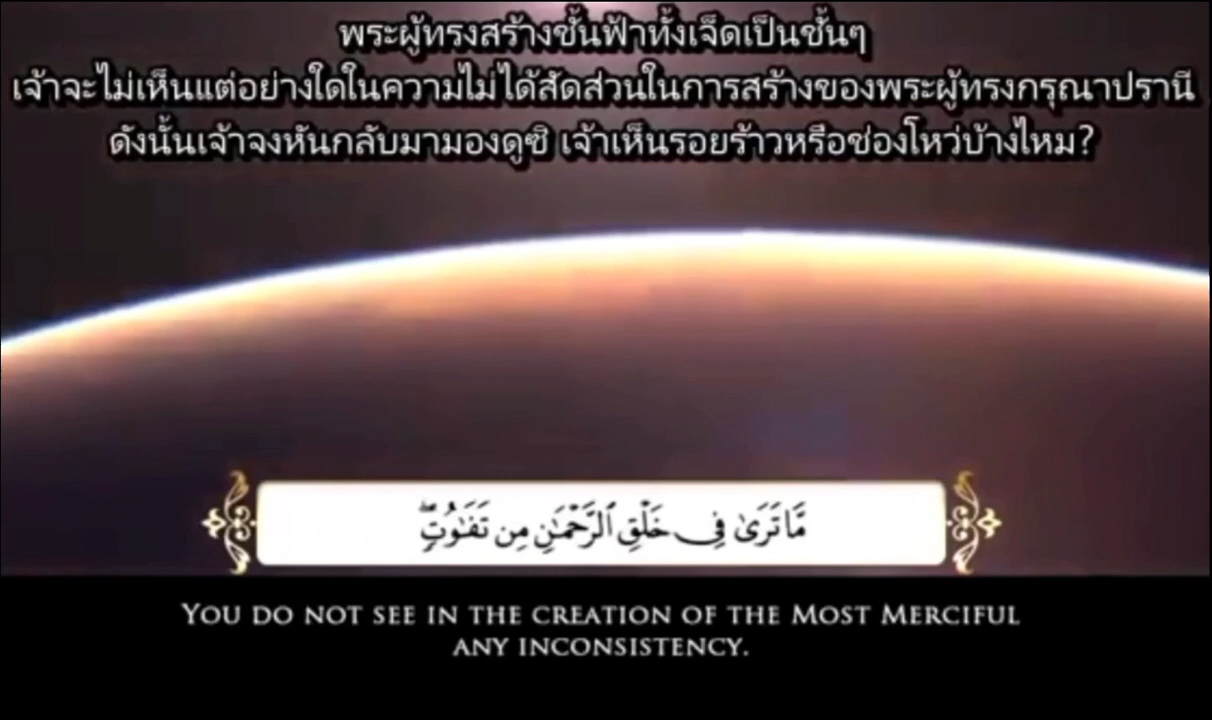 พระผู้ทรงสร้างชั้นฟ้าทั้งเจ็ดเป็นชั้นๆ
เจ้าจะไม่เห็นแต่อย่างใดในความไม่ได้สัดส่วนในการสร้างของพระผู้ทรงกรุณาปรานี
ดังนั้นเจ้าจงหันกลับมามองดูซิ เจ้าเห็นรอยร้าวหรือช่องโหว่บ้างไหม?
مَّا تَرَىٰ فِى خَلْقِ ٱلرَّحْمَـٰنِ مِن تَفَـٰوُتٍۢ ۖ
You do not see in the creation of the Most Merciful
any inconsistency.